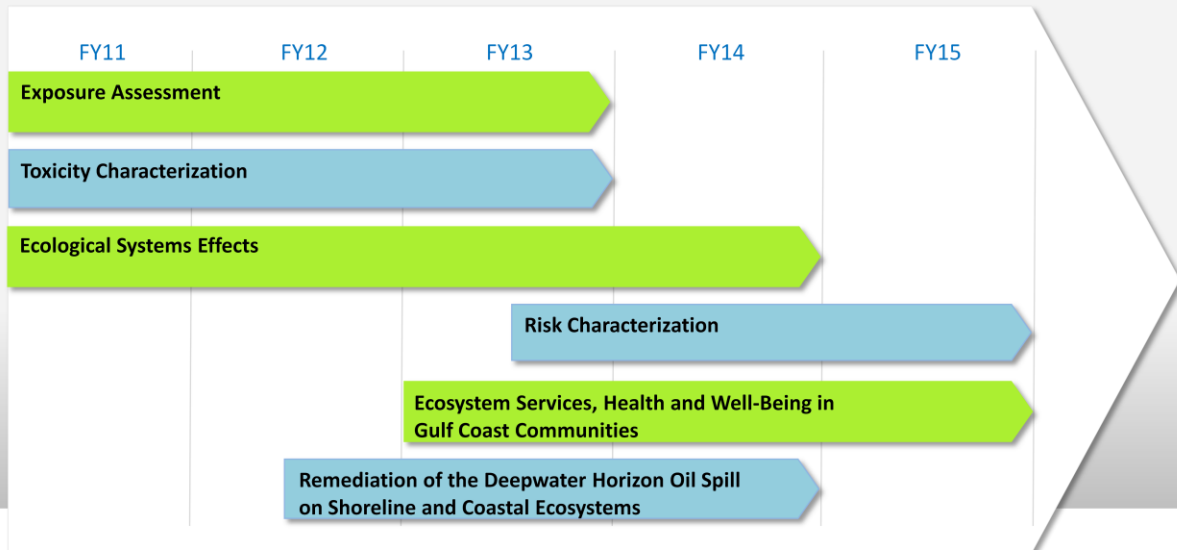 FY11 FY12 FY13 FY14 FY15
Exposure Assessment
Toxicity Characterization
Ecological Systems Effects
Risk Characterization
Ecosystem Services, Health and Well-Being in
Gulf Coast Communities
Remediation of the Deepwater Horizon Oil Spill
on Shoreline and Coastal Ecosystems